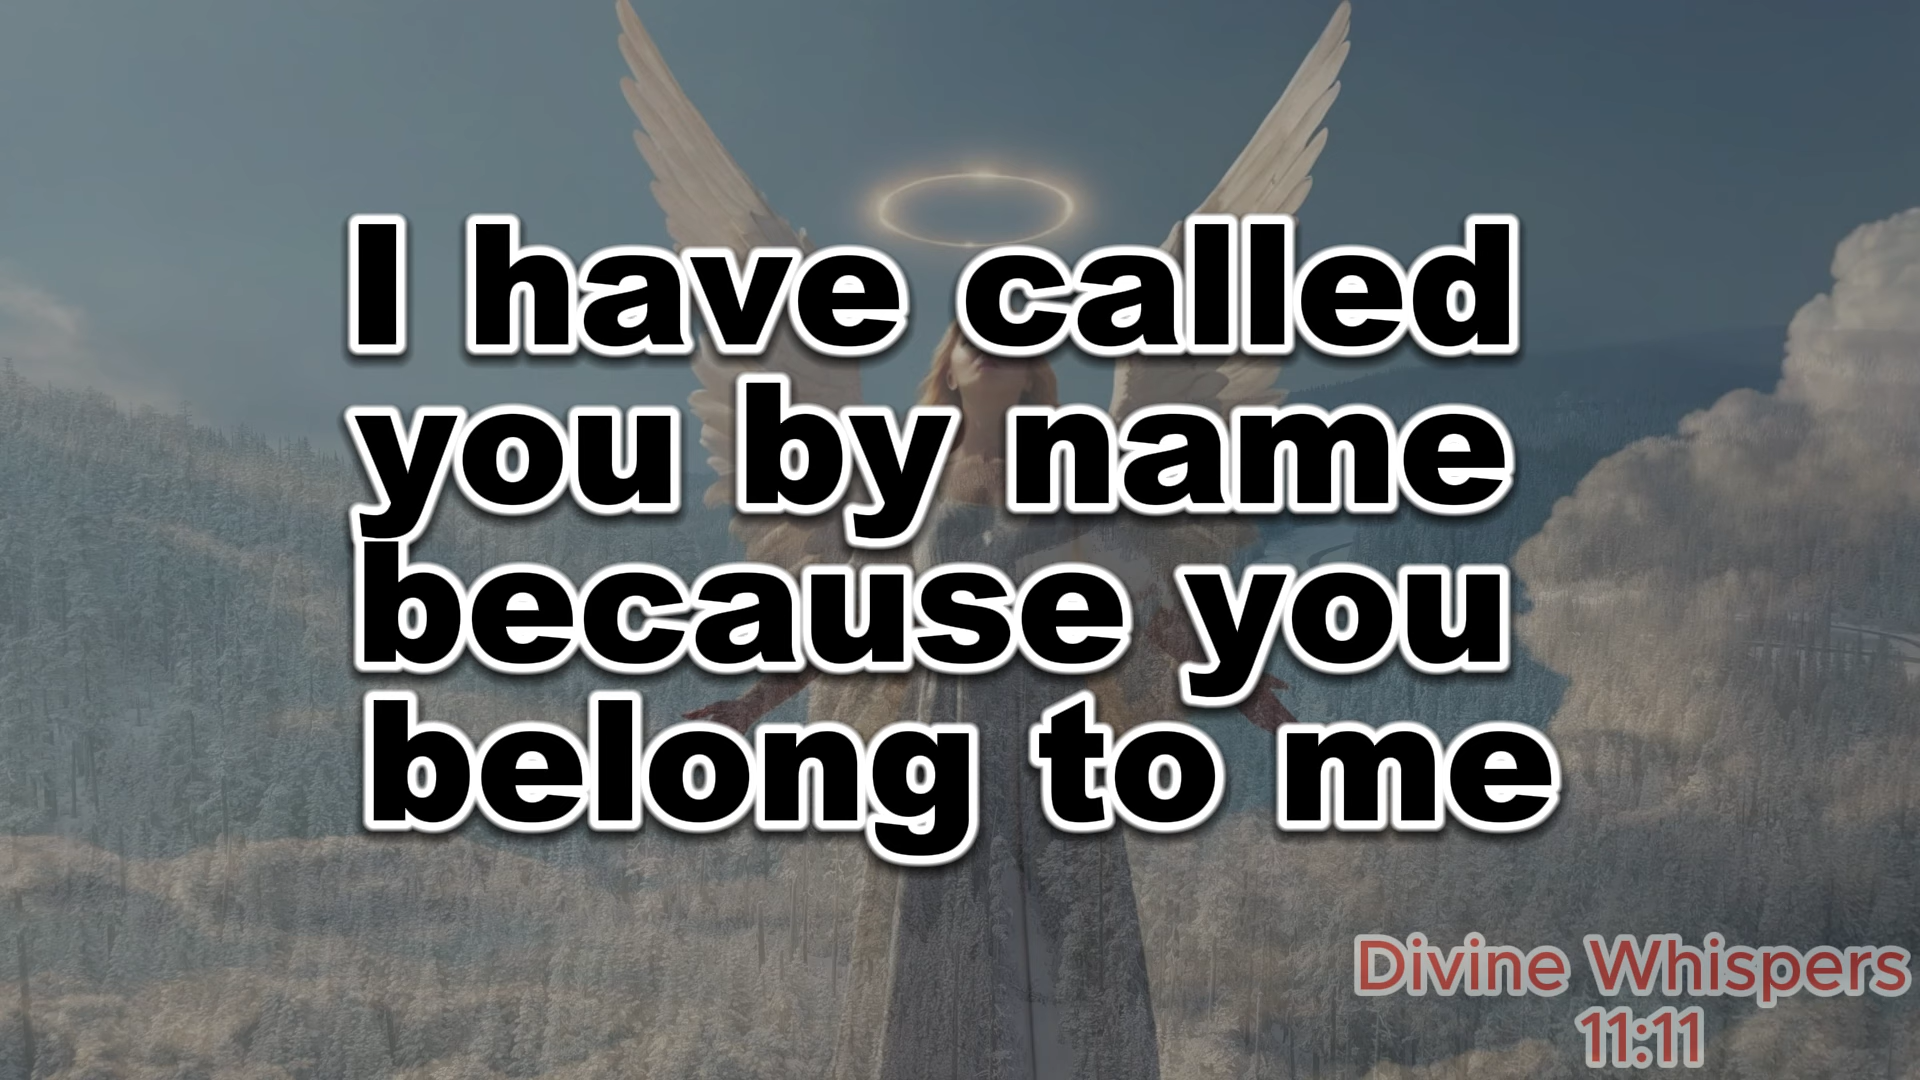 I have called
you by name
because you
belong to me
Divine Whispers
11:11